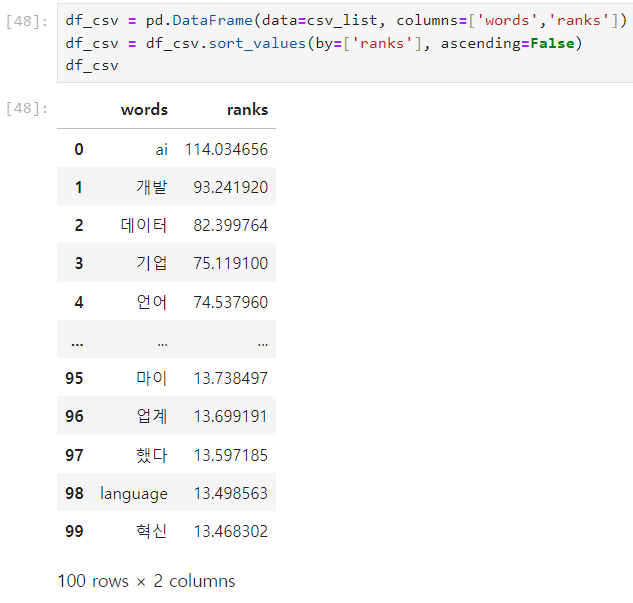 [48]: df_csv = pd.DataFrame(data=csv_list, columns=['words','ranks'])
df_csv = df_csv.sort_values(by=['ranks'], ascending=False)
df_csv
[48]: words ranks
0 ai 114.034656
1 개발 93.241920
2 데이터 82.399764
3 기업 75.119100
4 언어 74.537960
... ... ...
95 마이 13.738497
96 업계 13.699191
97 했다 13.597185
98 language 13.498563
99 혁신 13.468302
100 rows × 2 columns